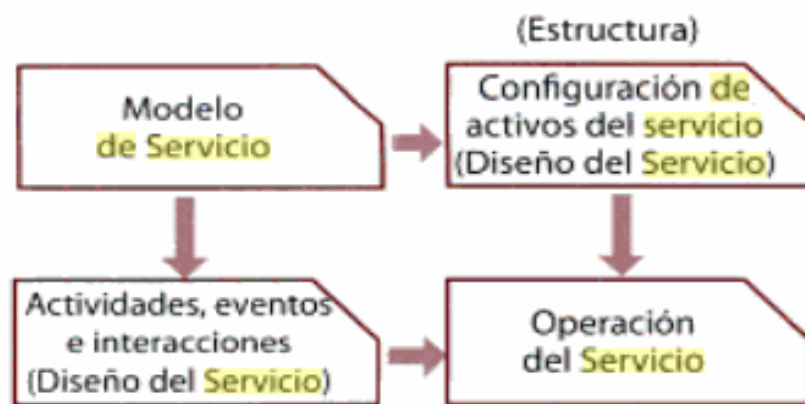 (Estructura)
Modelo
de Servicio
Configuración de
activos del servicio
(Diseño del Servicio)
Actividades, eventos
e interacciones
(Diseño del Servicio)
Operación
del Servicio